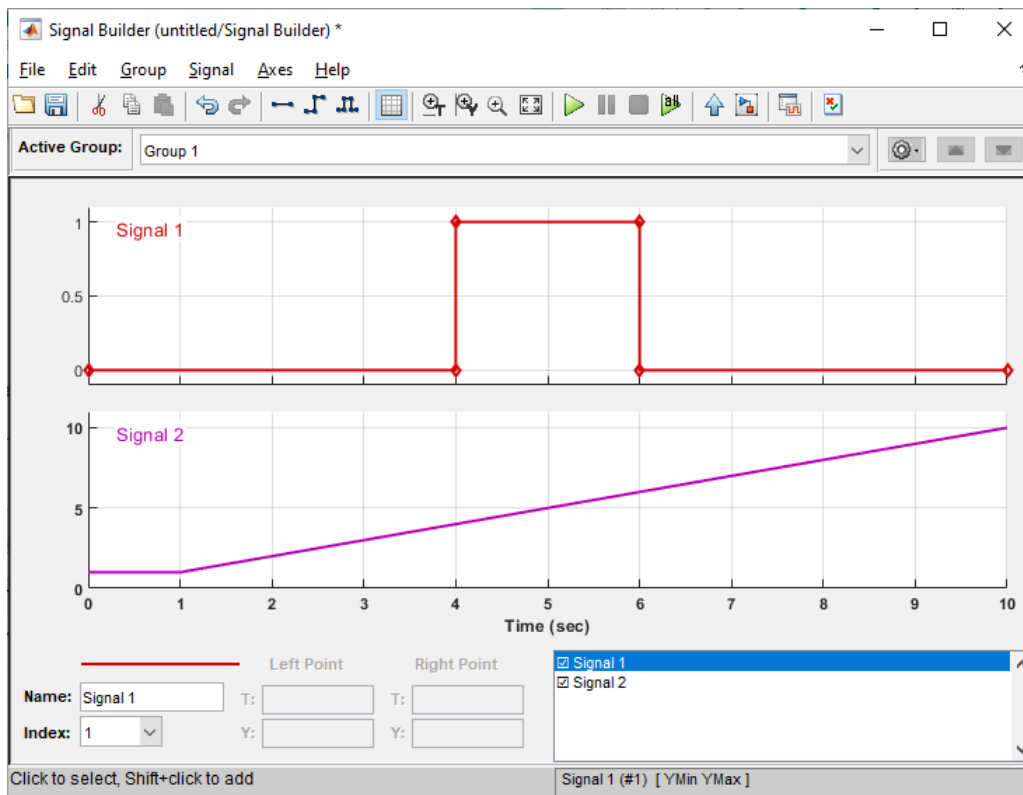 Signal Builder (untitled/Signal Builder) *
File Edit Group Signal Axes Help
Active Group: Group 1
1
Signal 1
0.5
0
10
Signal 2
5
0
0 1 2 3 4 5 6 7 8 9 10
Time (sec)
Left Point Right Point
Name: Signal 1 T: T:
Index: 1 Y: Y:
Signal 1
Signal 2
Click to select, Shift+click to add
Signal 1 (#1) [ YMin YMax ]